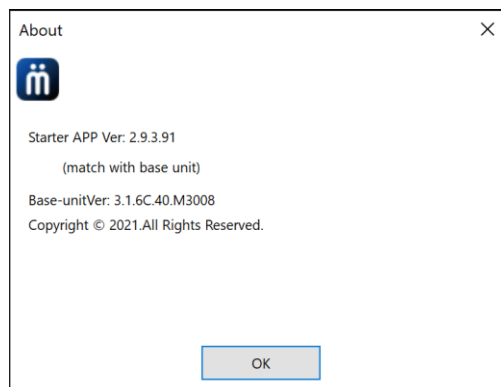 About
Starter APP Ver: 2.9.3.91
(match with base unit)
Base-unitVer: 3.1.6C.40.M3008
Copyright © 2021.All Rights Reserved.
OK